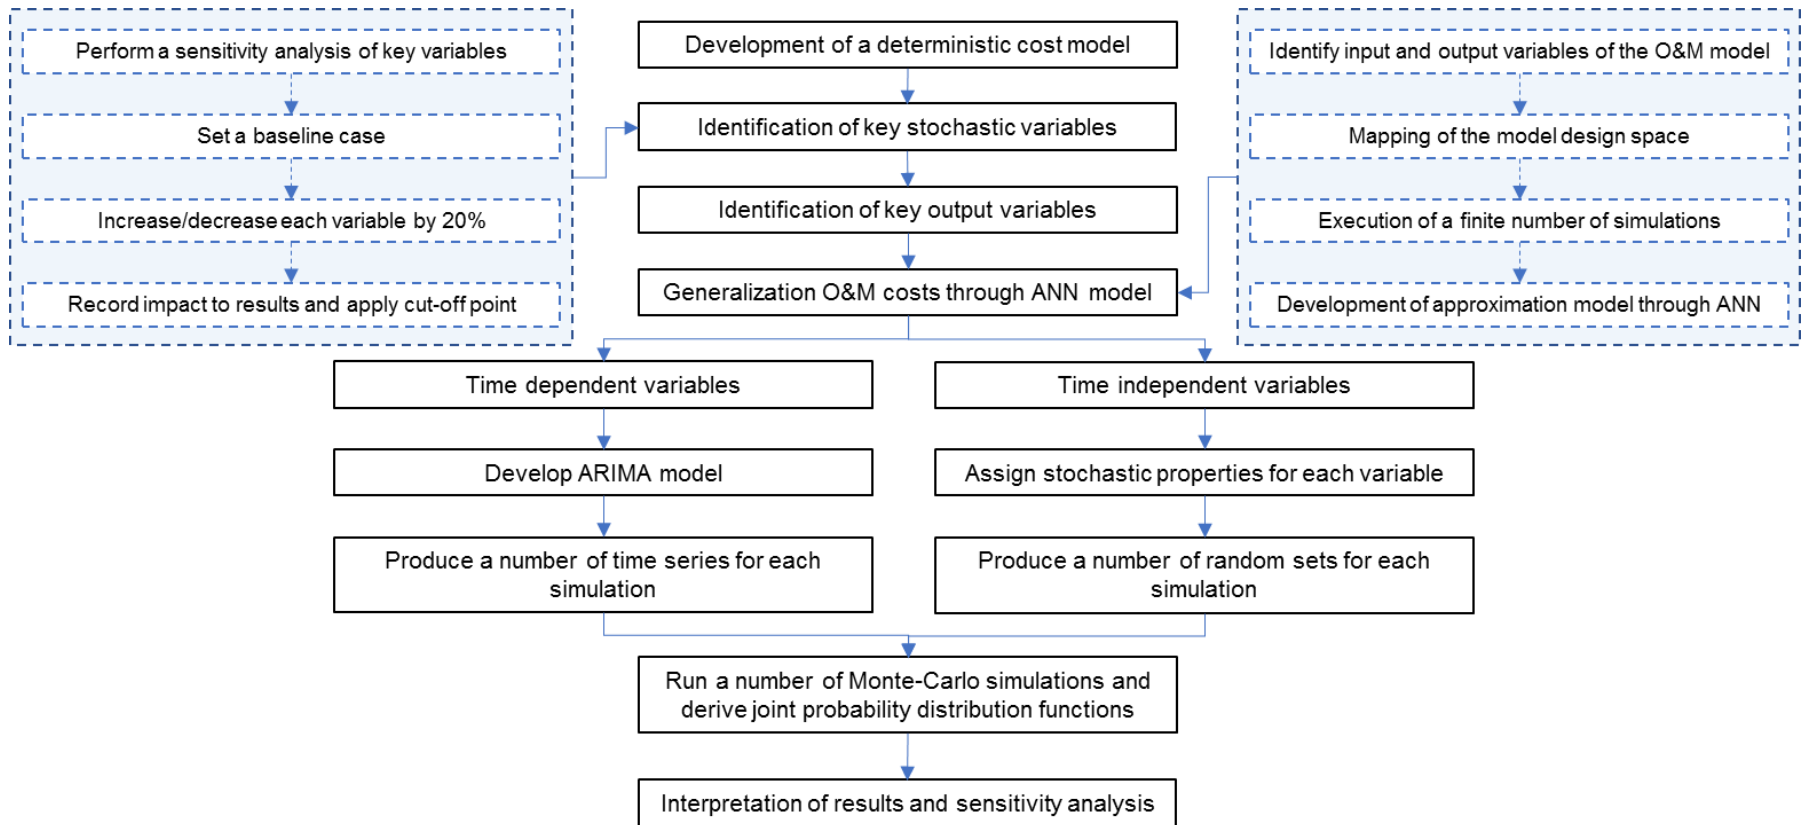 Perform a sensitivity analysis of key variables
Set a baseline case
Increase/decrease each variable by 20%
Record impact to results and apply cut-off point
Development of a deterministic cost model
Identification of key stochastic variables
Identification of key output variables
Generalization O&M costs through ANN model
Identify input and output variables of the O&M model
Mapping of the model design space
Execution of a finite number of simulations
Development of approximation model through ANN
Time dependent variables
Develop ARIMA model
Produce a number of time series for each
simulation
Time independent variables
Assign stochastic properties for each variable
Produce a number of random sets for each
simulation
Run a number of Monte-Carlo simulations and
derive joint probability distribution functions
Interpretation of results and sensitivity analysis